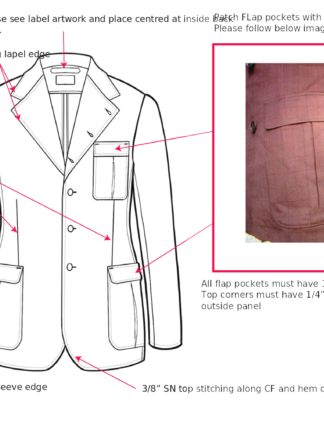 se see label artwork and place centred at inside back
Patch FLap pockets with
Please follow below imag
lapel edge
All flap pockets must have
Top corners must have 1/4"
outside panel
eeve edge
3/8" SN top stitching along CF and hem